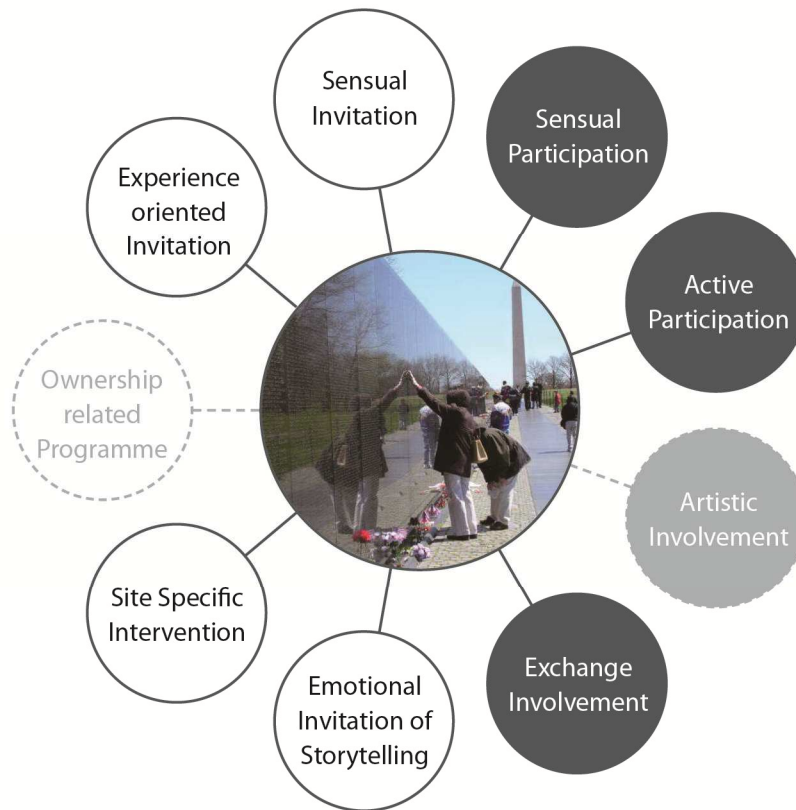 Sensual
Invitation
Sensual
Participation
Experience
oriented
Invitation
Active
Participation
Ownership
related
Programme
Artistic
Involvement
Site Specific
Intervention
Exchange
Involvement
Emotional
Invitation of
Storytelling